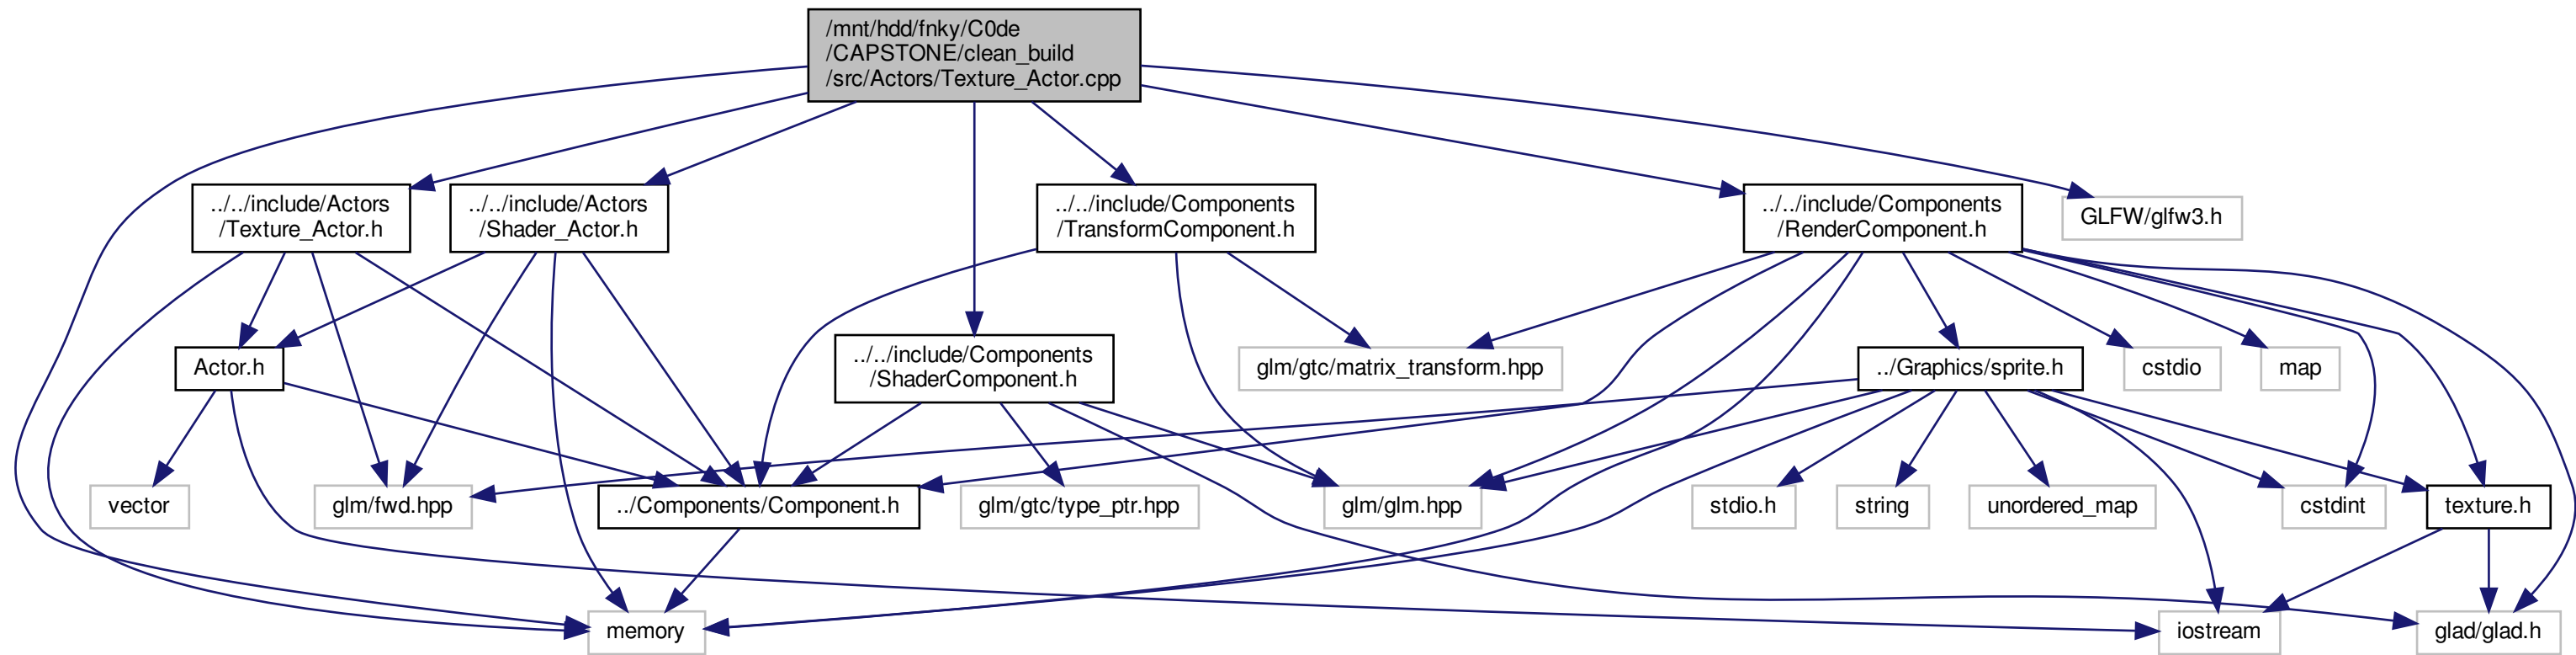 /mnt/hdd/fnky/C0de
/CAPSTONE/clean_build
/src/Actors/Texture_Actor.cpp
../../include/Actors
/Texture_Actor.h
../../include/Actors
/Shader_Actor.h
../../include/Components
/TransformComponent.h
../../include/Components
/RenderComponent.h
GLFW/glfw3.h
Actor.h
../../include/Components
/ShaderComponent.h
glm/gtc/matrix_transform.hpp
../Graphics/sprite.h
cstdio
map
vector
glm/fwd.hpp
../Components/Component.h
glm/gtc/type_ptr.hpp
glm/glm.hpp
stdio.h
string
unordered_map
cstdint
texture.h
memory
iostream
glad/glad.h